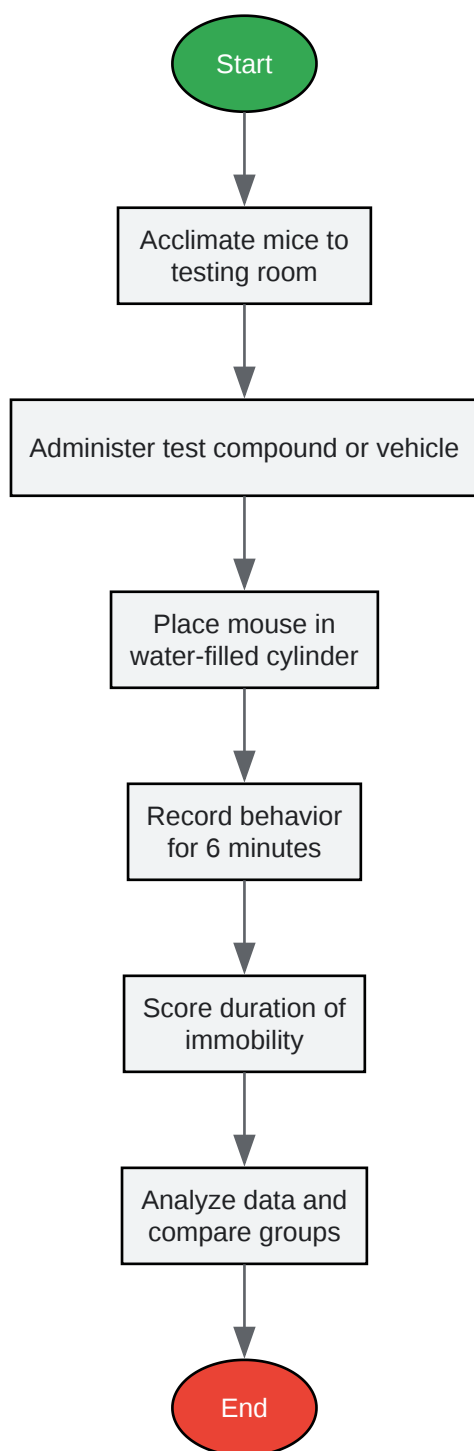 Start
Acclimate mice to
testing room
Administer test compound or vehicle
Place mouse in
water-filled cylinder
Record behavior
for 6 minutes
Score duration of
immobility
Analyze data and
compare groups
End